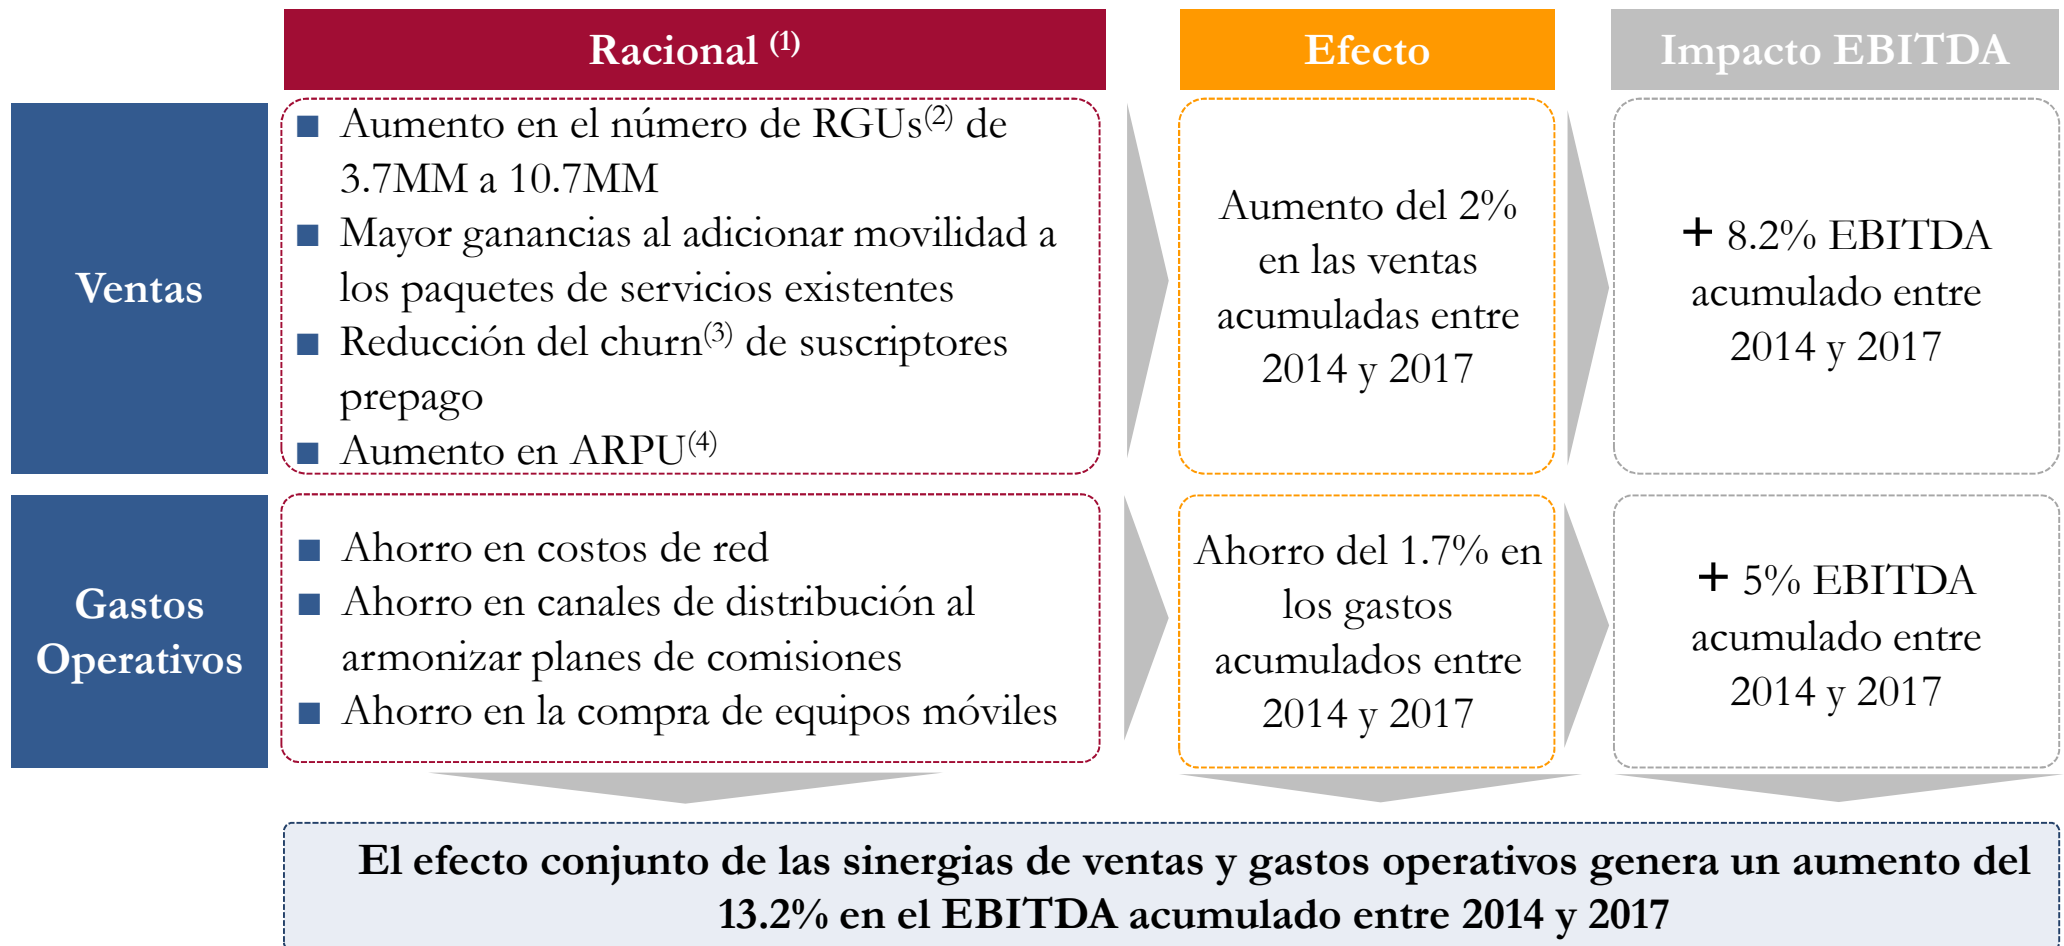 Racional (1)
Efecto
Impacto EBITDA
Ventas
■ Aumento en el número de RGUs(2) de
3.7MM a 10.7MM
■ Mayor ganancias al adicionar movilidad a
los paquetes de servicios existentes
■ Reducción del churn(3) de suscriptores
prepago
■ Aumento en ARPU(4)
Aumento del 2%
en las ventas
acumuladas entre
2014 y 2017
+ 8.2% EBITDA
acumulado entre
2014 y 2017
Gastos
Operativos
■ Ahorro en costos de red
■ Ahorro en canales de distribución al
armonizar planes de comisiones
■ Ahorro en la compra de equipos móviles
Ahorro del 1.7% en
los gastos
acumulados entre
2014 y 2017
+ 5% EBITDA
acumulado entre
2014 y 2017
El efecto conjunto de las sinergias de ventas y gastos operativos genera un aumento del
13.2% en el EBITDA acumulado entre 2014 y 2017